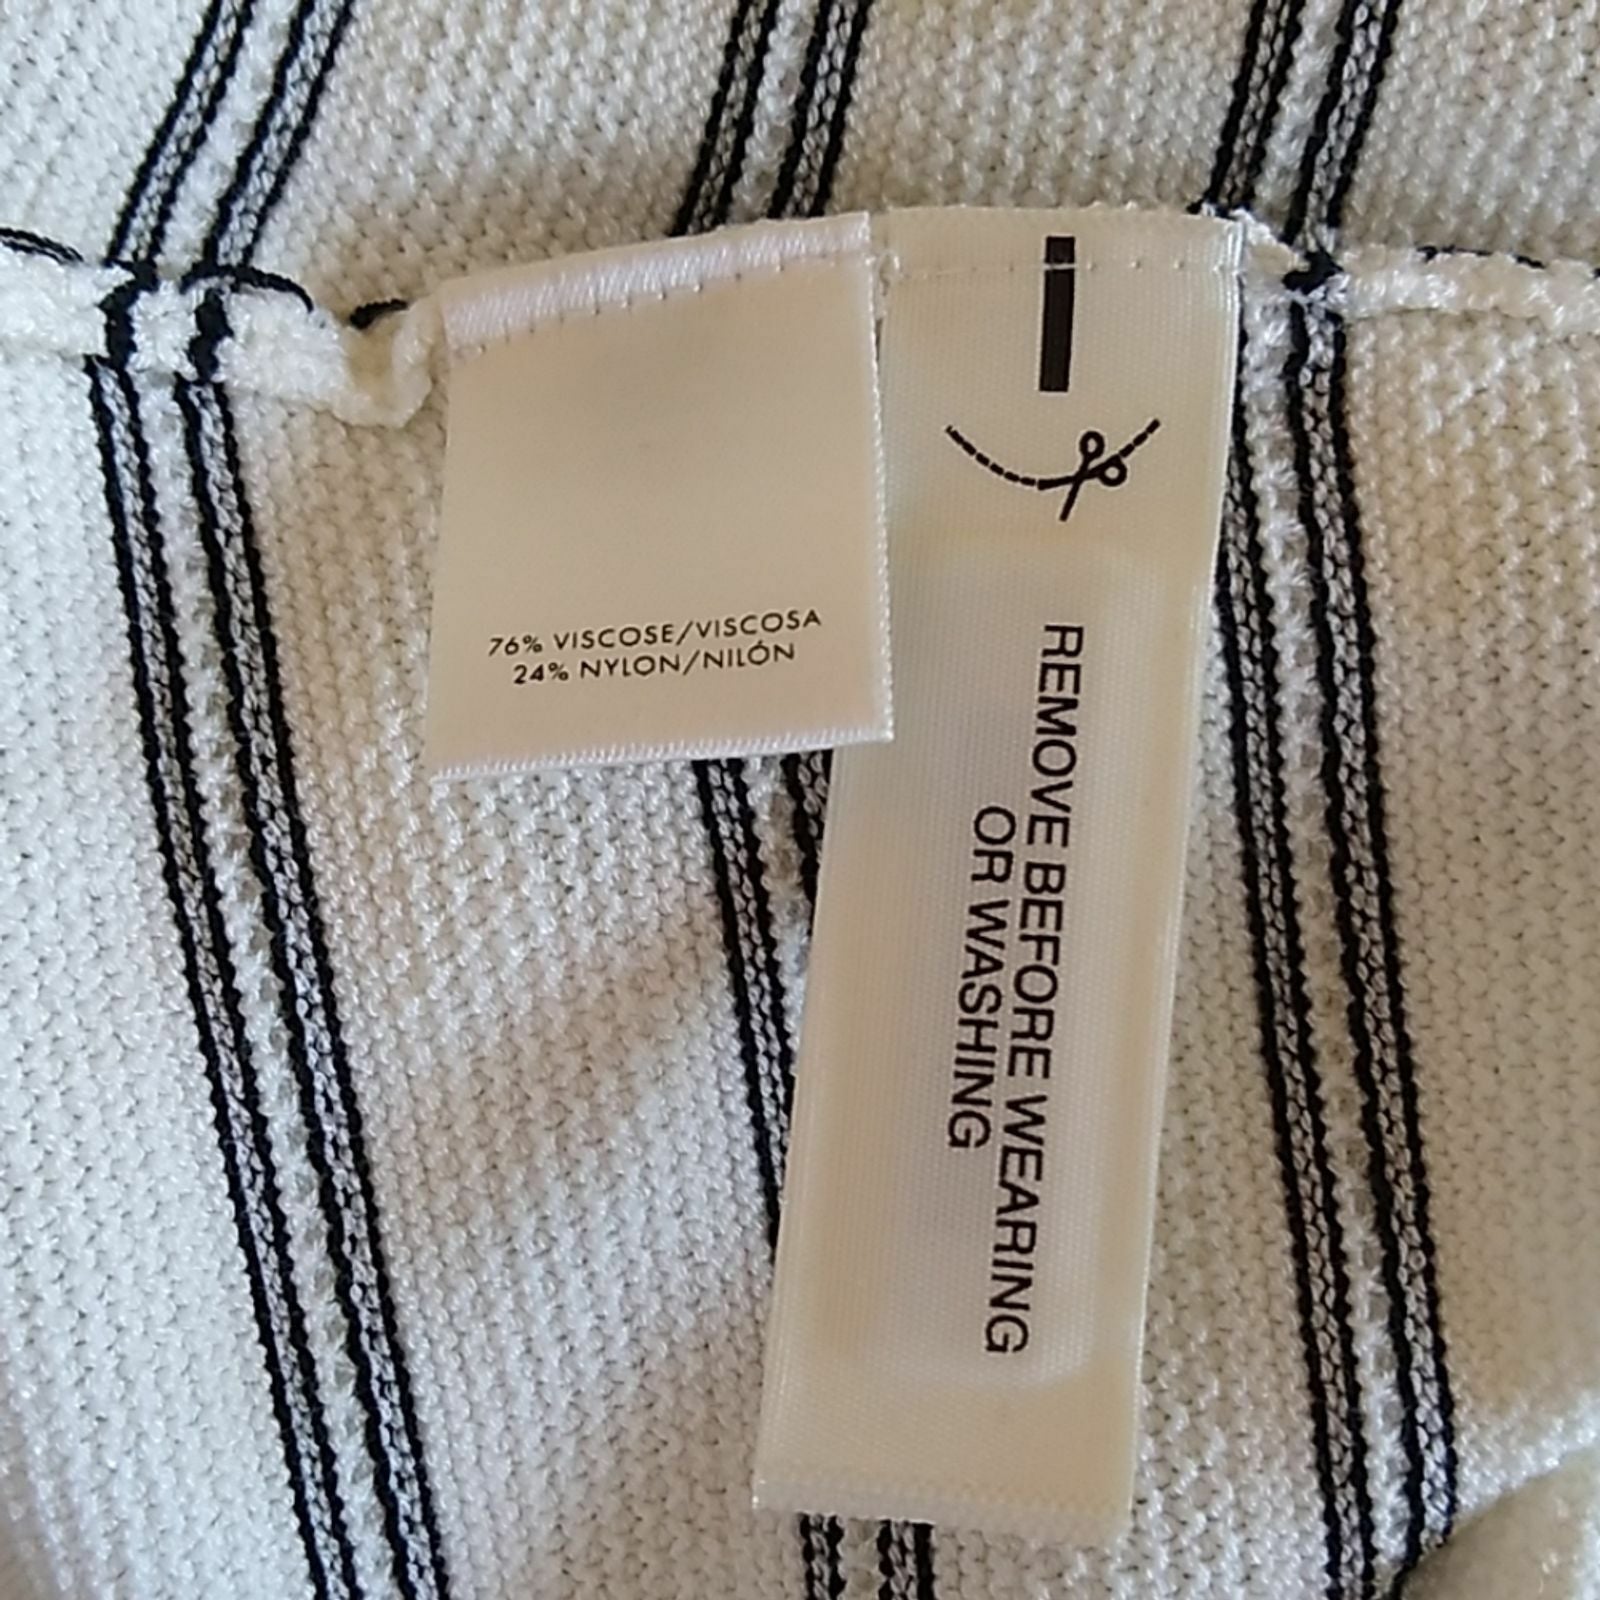 76% VISCOSE/VISCOSA
24% NYLON/NILÓN
REMOVE BEFORE WEARING
OR WASHING